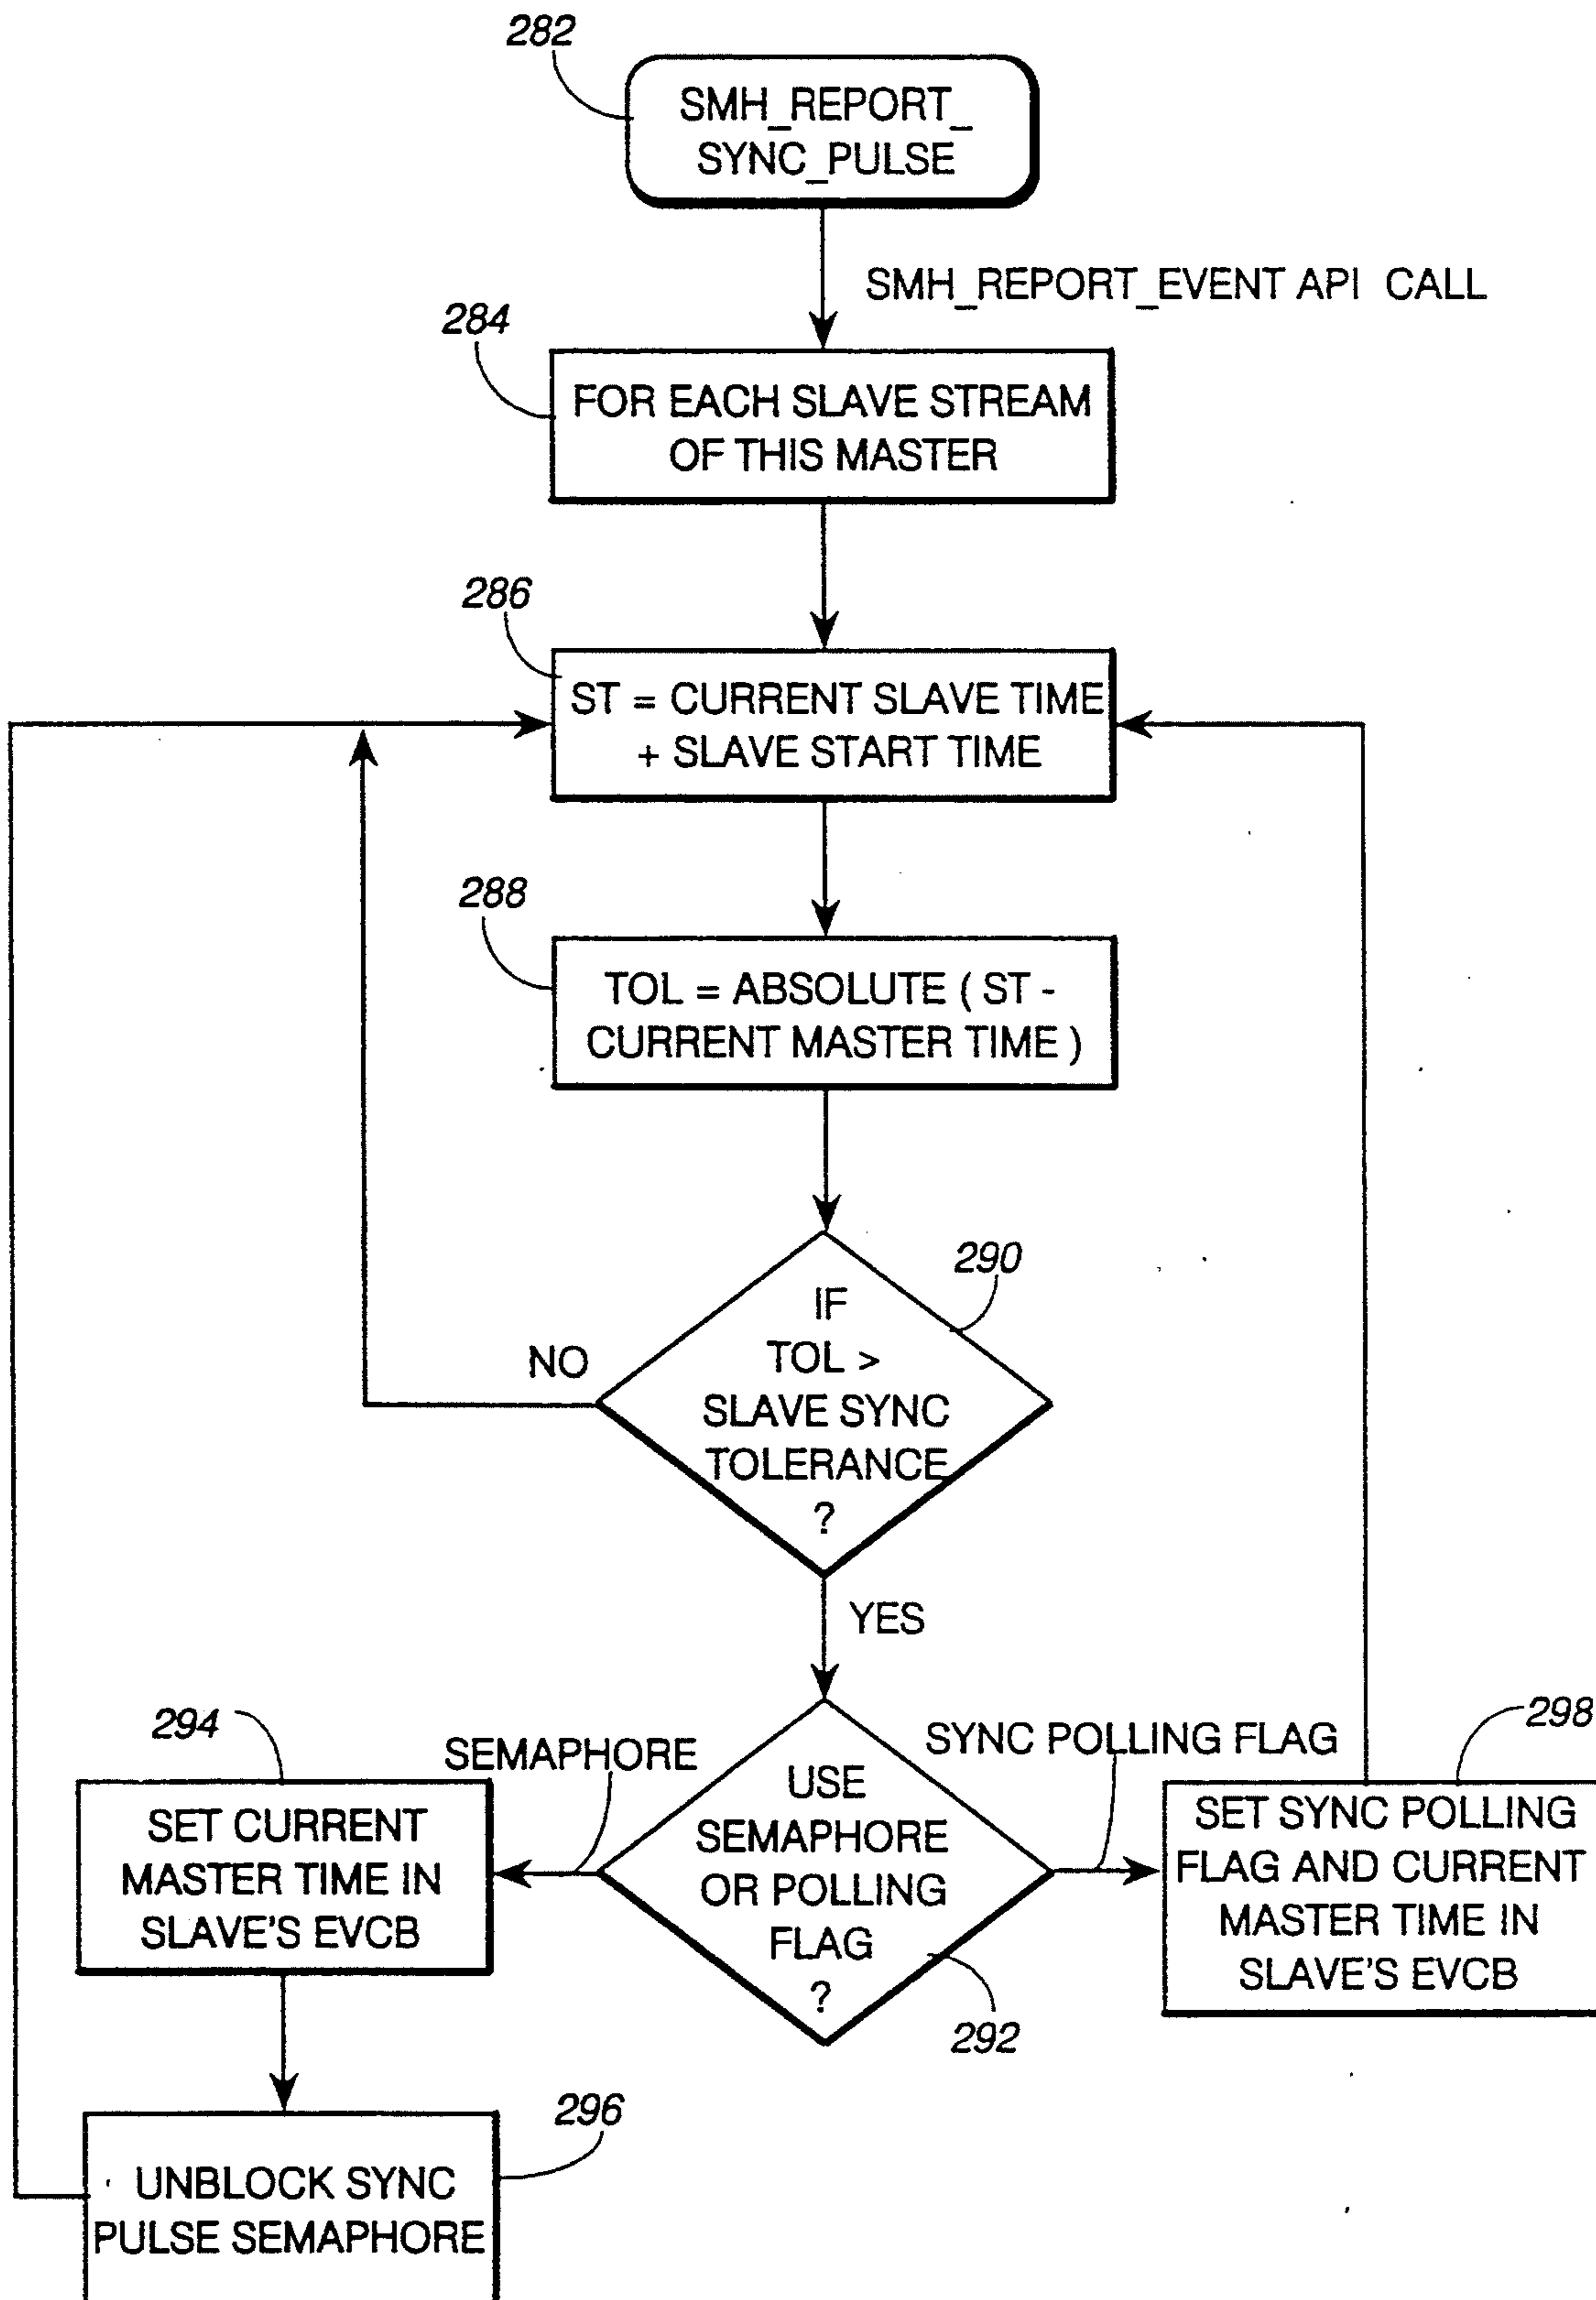 282
SMH_REPORT_
SYNC_PULSE
SMH_REPORT_EVENT API CALL
284
FOR EACH SLAVE STREAM
OF THIS MASTER
286
ST = CURRENT SLAVE TIME
+ SLAVE START TIME
288
TOL = ABSOLUTE ( ST -
CURRENT MASTER TIME )
290
IF
TOL >
SLAVE SYNC
TOLERANCE
?
NO
YES
292
USE
SEMAPHORE
OR POLLING
FLAG
?
SEMAPHORE
SYNC POLLING FLAG
294
SET CURRENT
MASTER TIME IN
SLAVE'S EVCB
298
SET SYNC POLLING
FLAG AND CURRENT
MASTER TIME IN
SLAVE'S EVCB
296
UNBLOCK SYNC
PULSE SEMAPHORE